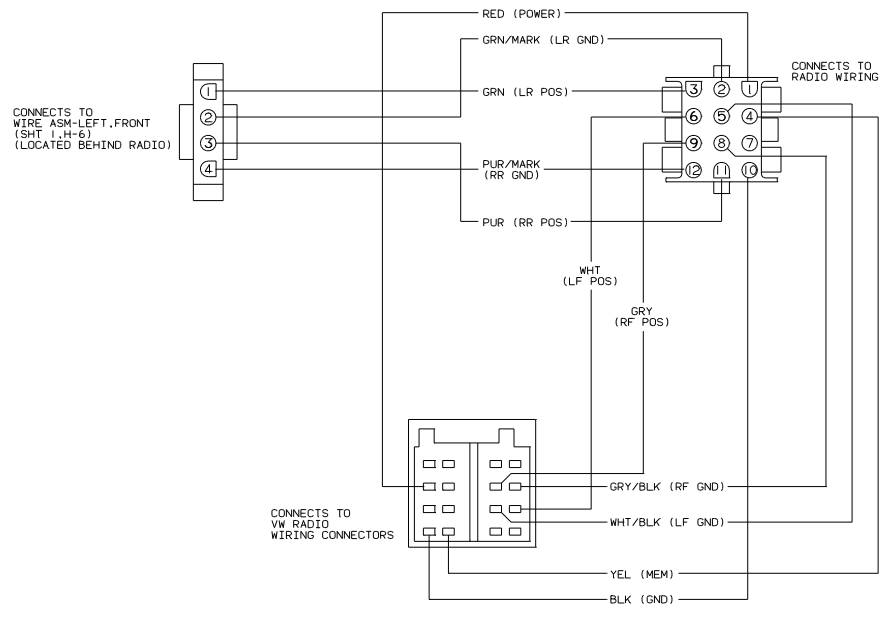 RED (POWER)
GRN/MARK (LR GND)
CONNECTS TO
RADIO WIRING
GRN (LR POS)
CONNECTS TO
WIRE ASM-LEFT,FRONT
(SHT 1,H-6)
(LOCATED BEHIND RADIO)
1
2
3
4
3 2 1
6 5 4
9 8 7
12 11 10
PUR/MARK
(RR GND)
PUR (RR POS)
WHT
(LF POS)
GRY
(RF POS)
GRY/BLK (RF GND)
CONNECTS TO
VW RADIO
WIRING CONNECTORS
WHT/BLK (LF GND)
YEL (MEM)
BLK (GND)